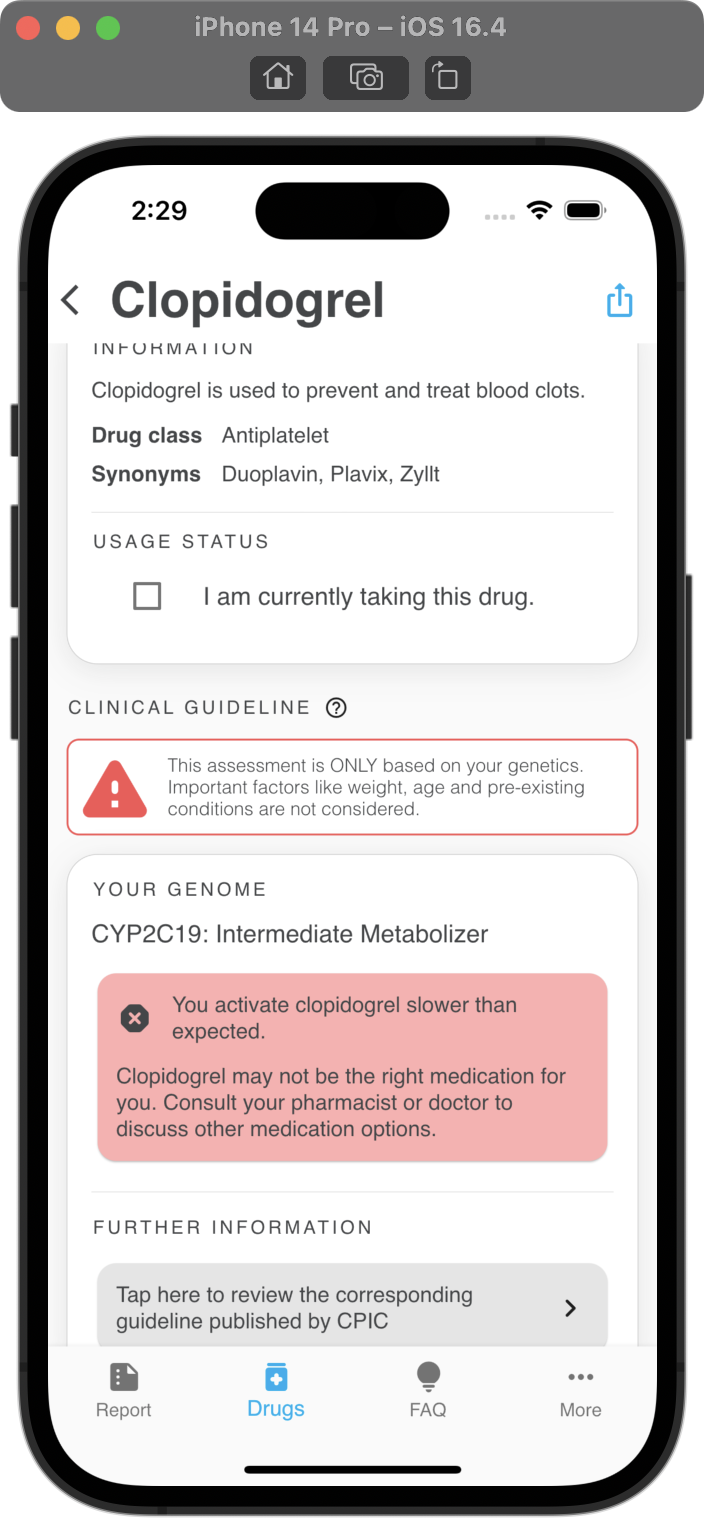 iPhone 14 Pro – iOS 16.4
2:29
Clopidogrel
INFORMATION
Clopidogrel is used to prevent and treat blood clots.
Drug class Antiplatelet
Synonyms Duoplavin, Plavix, Zyllt
USAGE STATUS
I am currently taking this drug.
CLINICAL GUIDELINE ?
This assessment is ONLY based on your genetics.
Important factors like weight, age and pre-existing
conditions are not considered.
YOUR GENOME
CYP2C19: Intermediate Metabolizer
You activate clopidogrel slower than
expected.
Clopidogrel may not be the right medication for
you. Consult your pharmacist or doctor to
discuss other medication options.
FURTHER INFORMATION
Tap here to review the corresponding
guideline published by CPIC
Report Drugs FAQ More